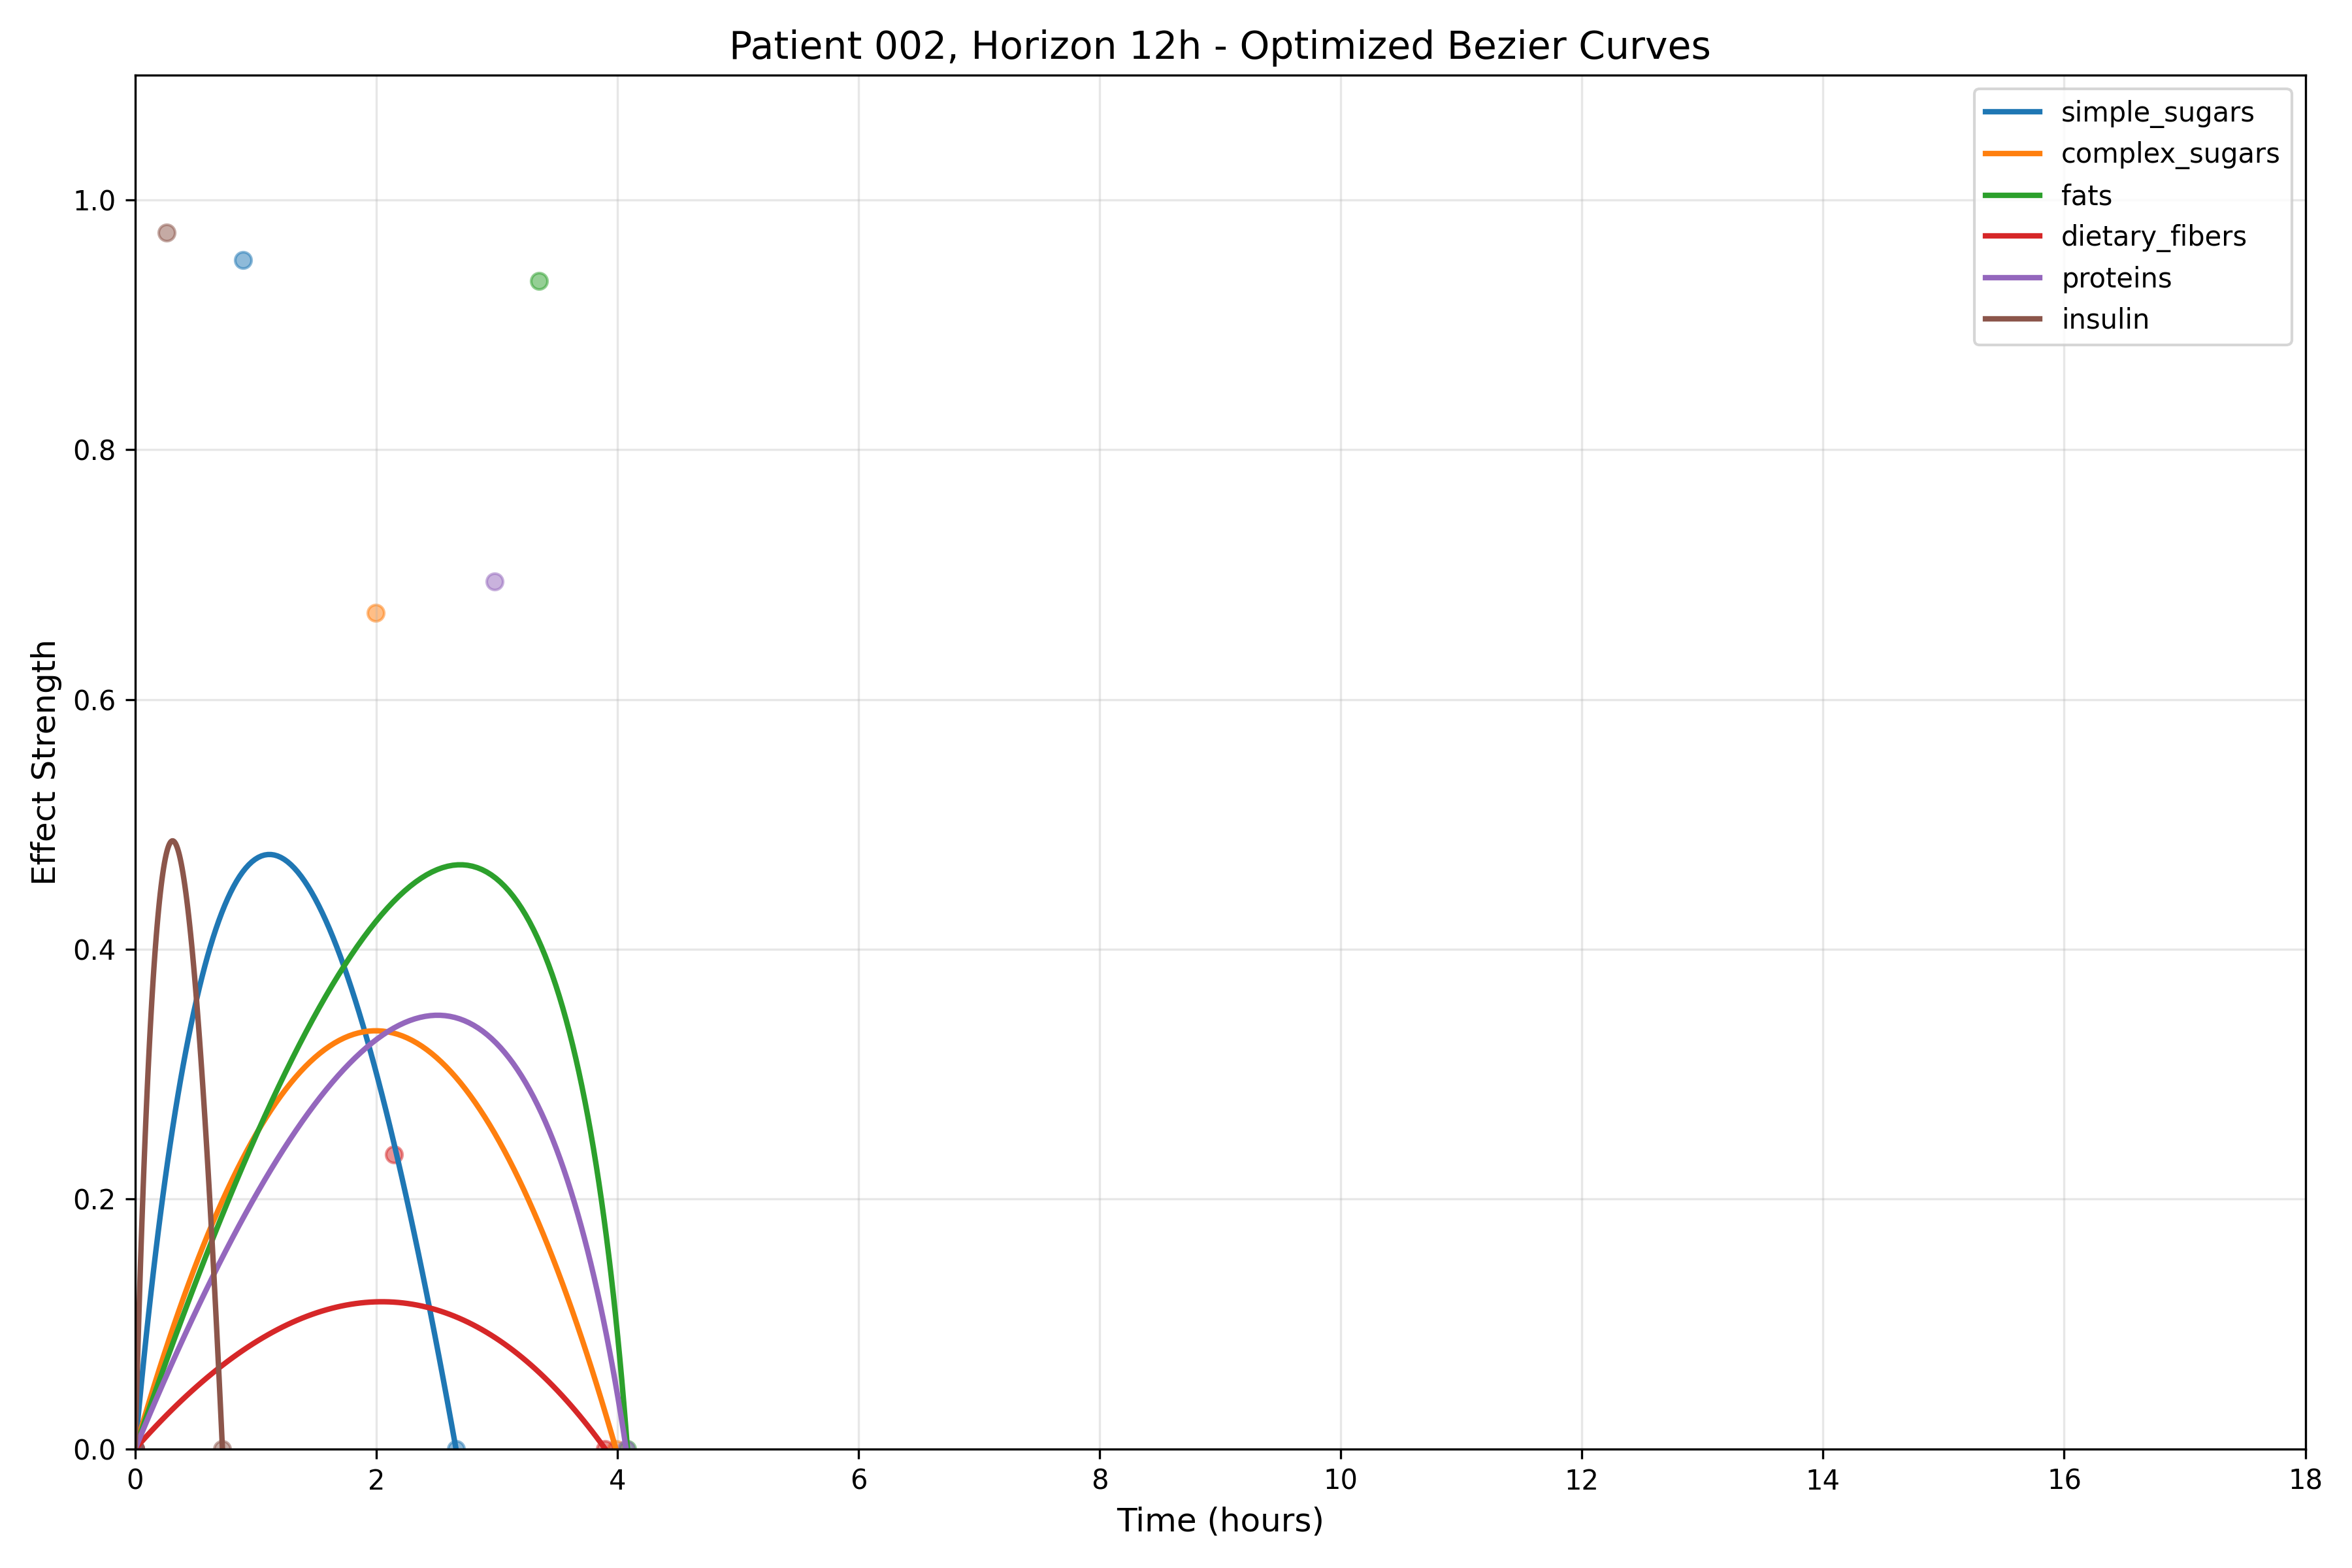 Patient 002, Horizon 12h - Optimized Bezier Curves
simple_sugars
complex_sugars
fats
dietary_fibers
proteins
insulin
Effect Strength
1.0
0.8
0.6
0.4
0.2
0.0
0 2 4 6 8 10 12 14 16 18
Time (hours)